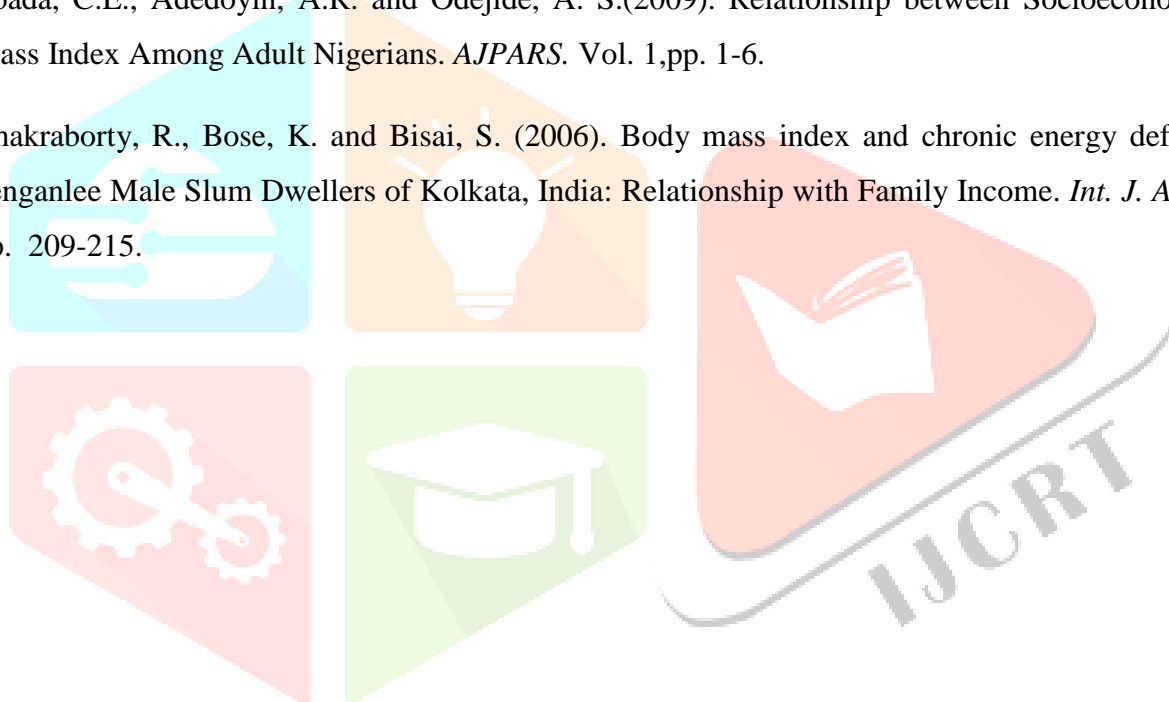 bada, C.E., Adedoyin, A.R. and Odejide, A. S.(2009). Relationship between Socioecono
ass Index Among Adult Nigerians. AJPARS. Vol. 1,pp. 1-6.
hakraborty, R., Bose, K. and Bisai, S. (2006). Body mass index and chronic energy def
enganlee Male Slum Dwellers of Kolkata, India: Relationship with Family Income. Int. J. A
p. 209-215.
IJCRT